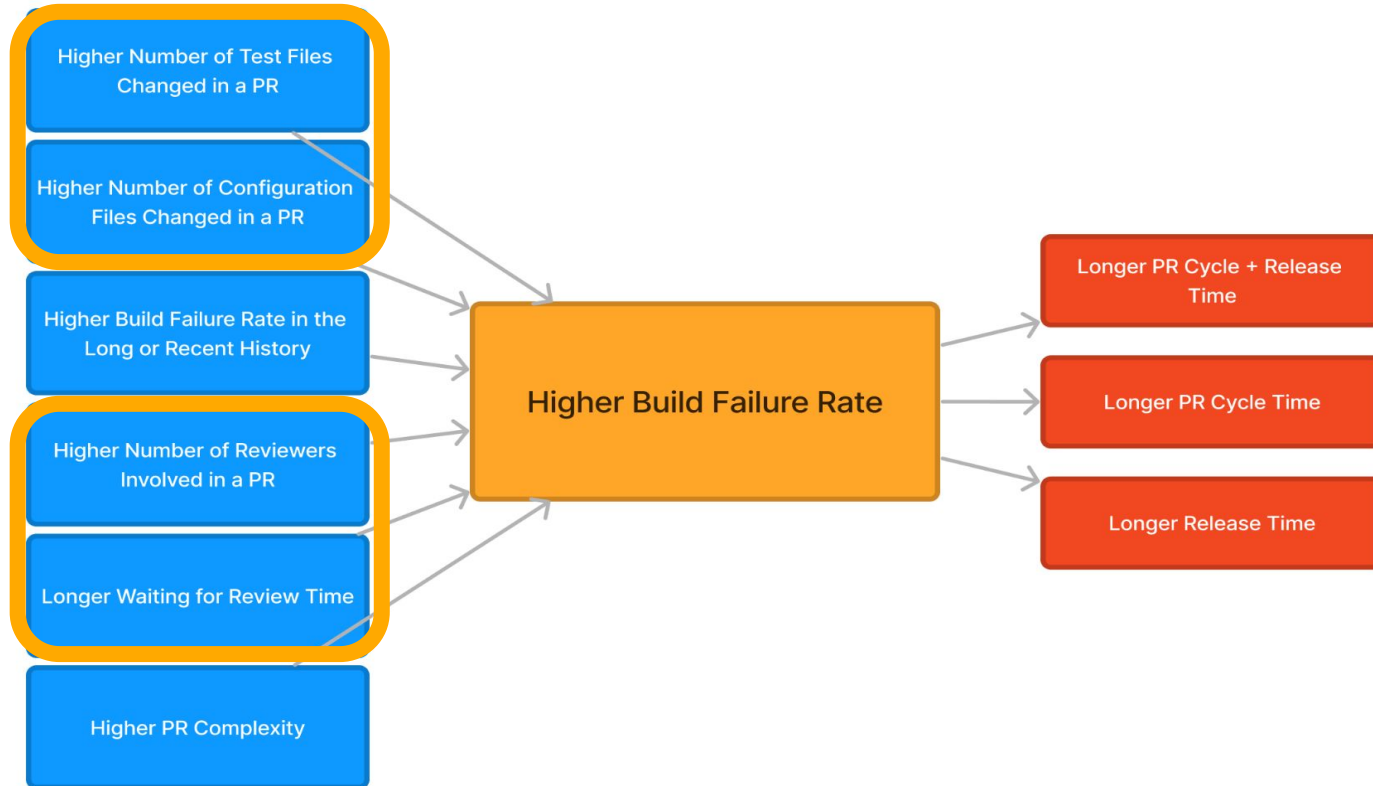 Higher Number of Test Files
Changed in a PR
Higher Number of Configuration
Files Changed in a PR
Higher Build Failure Rate in the
Long or Recent History
Higher Number of Reviewers
Involved in a PR
Longer Waiting for Review Time
Higher PR Complexity
Higher Build Failure Rate
Longer PR Cycle + Release
Time
Longer PR Cycle Time
Longer Release Time